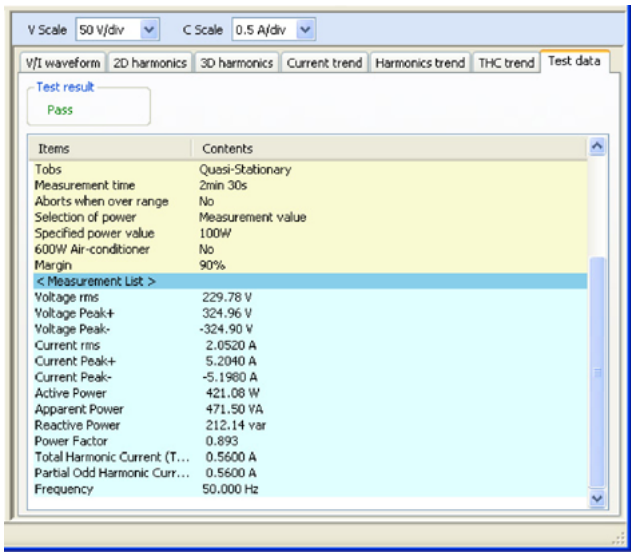 V Scale 50 V/div C Scale 0.5 A/div
V/I waveform 2D harmonics 3D harmonics Current trend Harmonics trend THC trend Test data
Test result
Pass
Items Contents
Tobs Quasi-Stationary
Measurement time 2min 30s
Aborts when over range No
Selection of power Measurement value
Specified power value 100W
600W Air-conditioner No
Margin 90%
< Measurement List >
Voltage rms 229.78 V
Voltage Peak+ 324.96 V
Voltage Peak- -324.90 V
Current rms 2.0520 A
Current Peak+ 5.2040 A
Current Peak- -5.1980 A
Active Power 421.08 W
Apparent Power 471.50 VA
Reactive Power 212.14 var
Power Factor 0.893
Total Harmonic Current (T... 0.5600 A
Partial Odd Harmonic Curr... 0.5600 A
Frequency 50.000 Hz